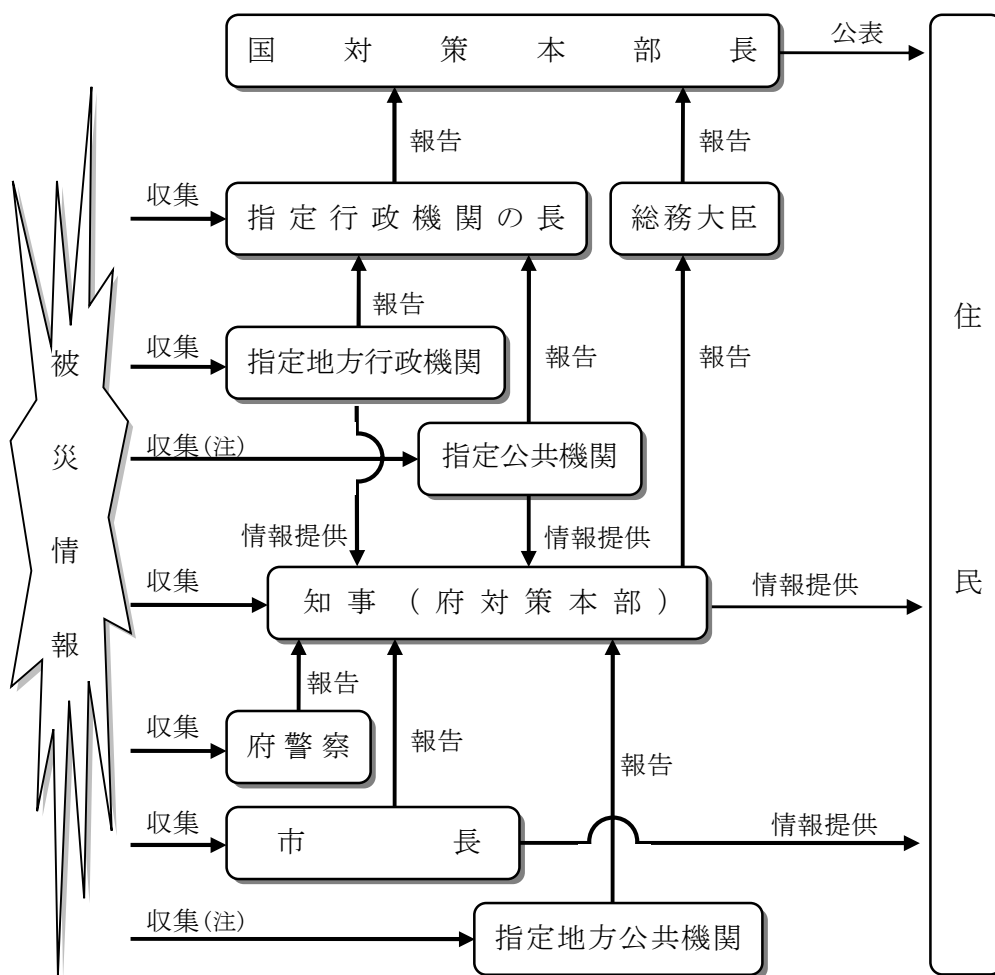 国対策本部長
公表
報告
報告
収集
指定行政機関の長
総務大臣
報告
収集
指定地方行政機関
報告
報告
収集(注)
指定公共機関
情報提供
情報提供
収集
知事(府対策本部)
情報提供
報告
収集
府警察
報告
報告
収集
市長
情報提供
収集(注)
指定地方公共機関
被災情報
住民